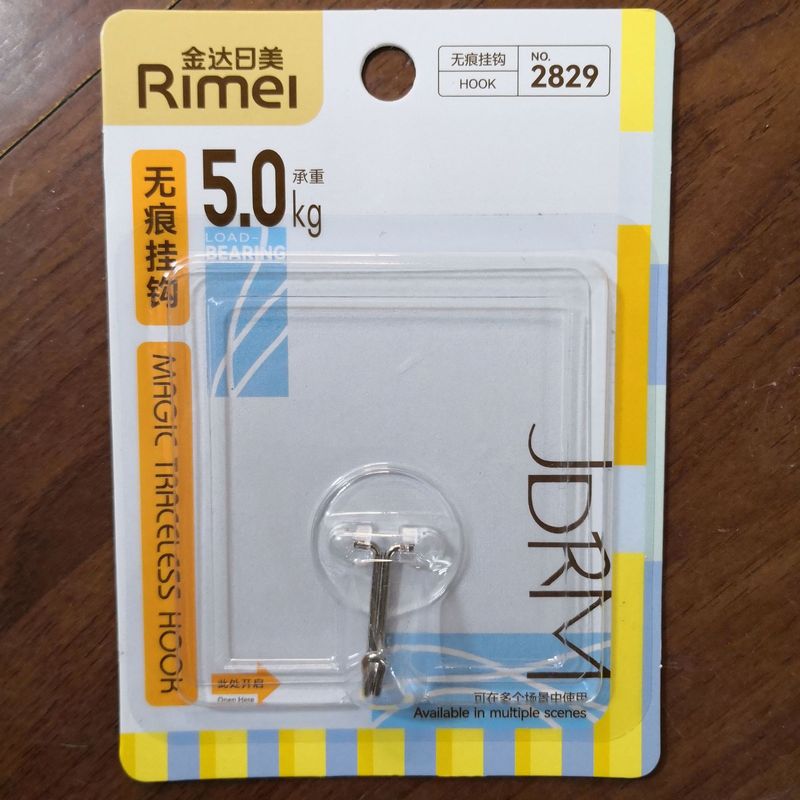 金达日美
Rimei
无痕挂钩
HOOK
NO.
2829
无痕挂钩
5.0kg
承重
LOAD-
BEARING
MAGIC TRACELESS HOOK
JDRM
此处开启
Open Here
可在多个场景中使用
Available in multiple scenes